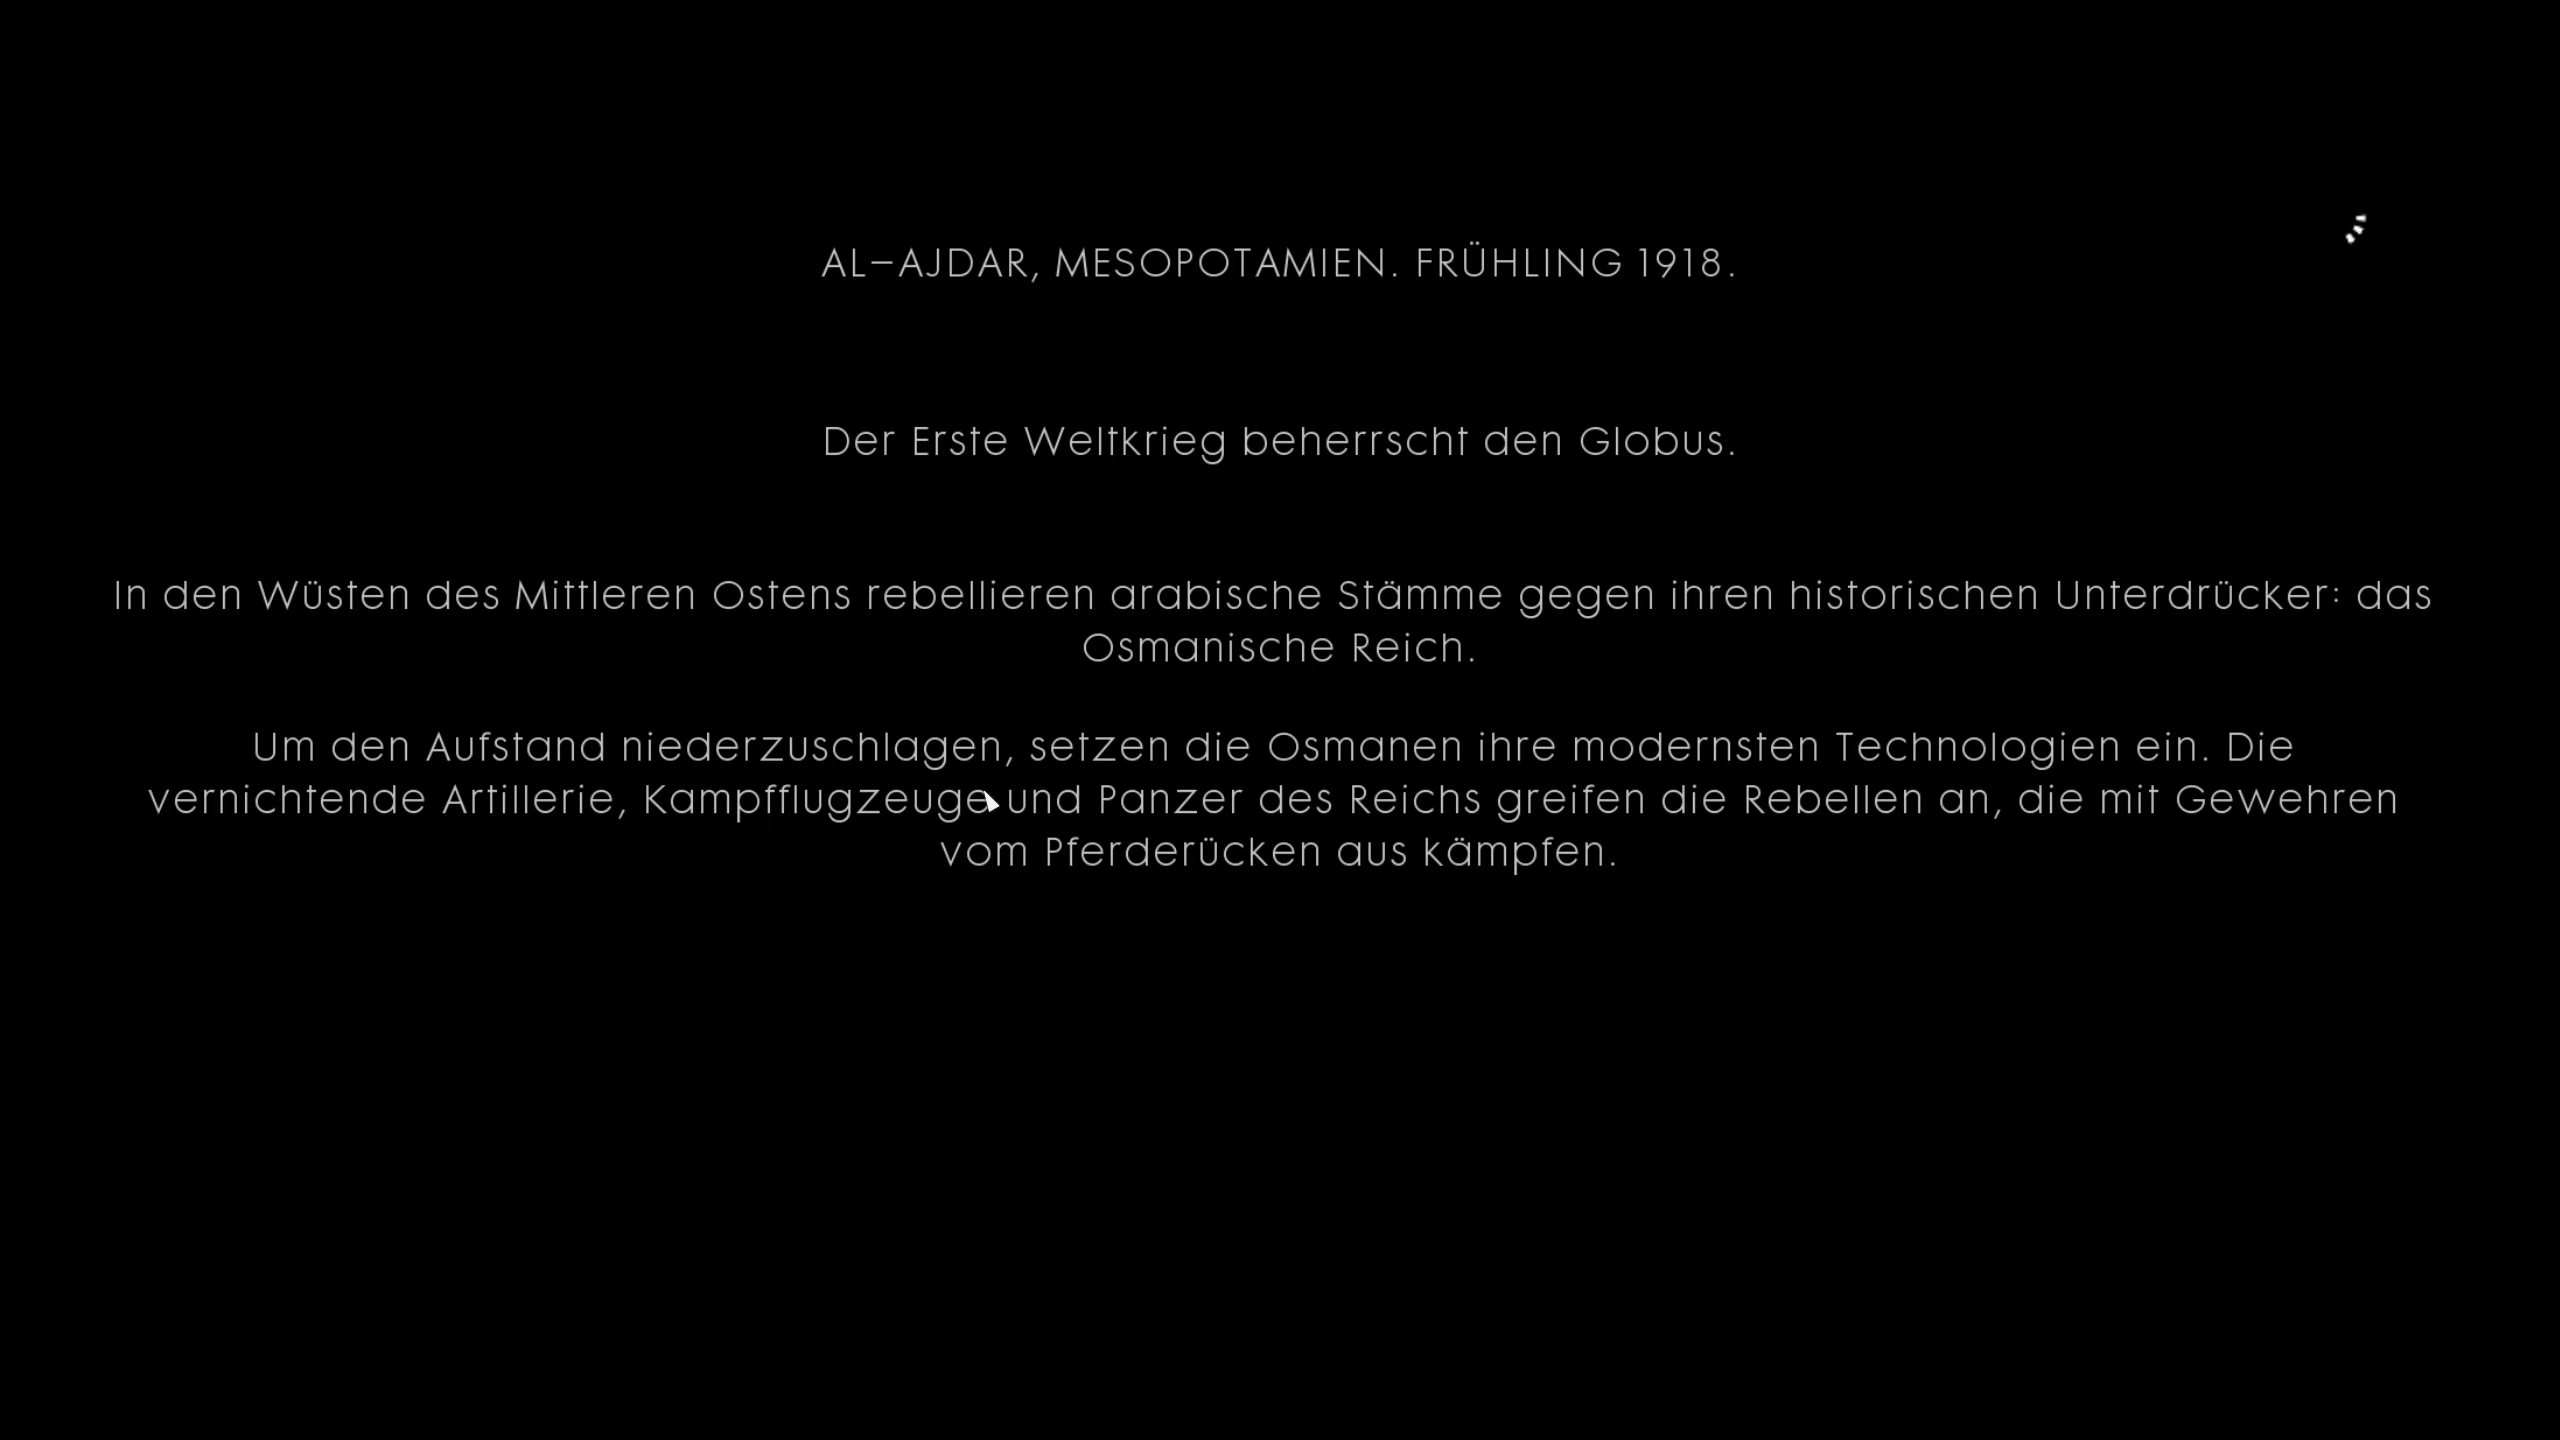 AL–AJDAR, MESOPOTAMIEN. FRÜHLING 1918.
Der Erste Weltkrieg beherrscht den Globus.
In den Wüsten des Mittleren Ostens rebellieren arabische Stämme gegen ihren historischen Unterdrücker: das
Osmanische Reich.
Um den Aufstand niederzuschlagen, setzen die Osmanen ihre modernsten Technologien ein. Die
vernichtende Artillerie, Kampfflugzeuge und Panzer des Reichs greifen die Rebellen an, die mit Gewehren
vom Pferderücken aus kämpfen.